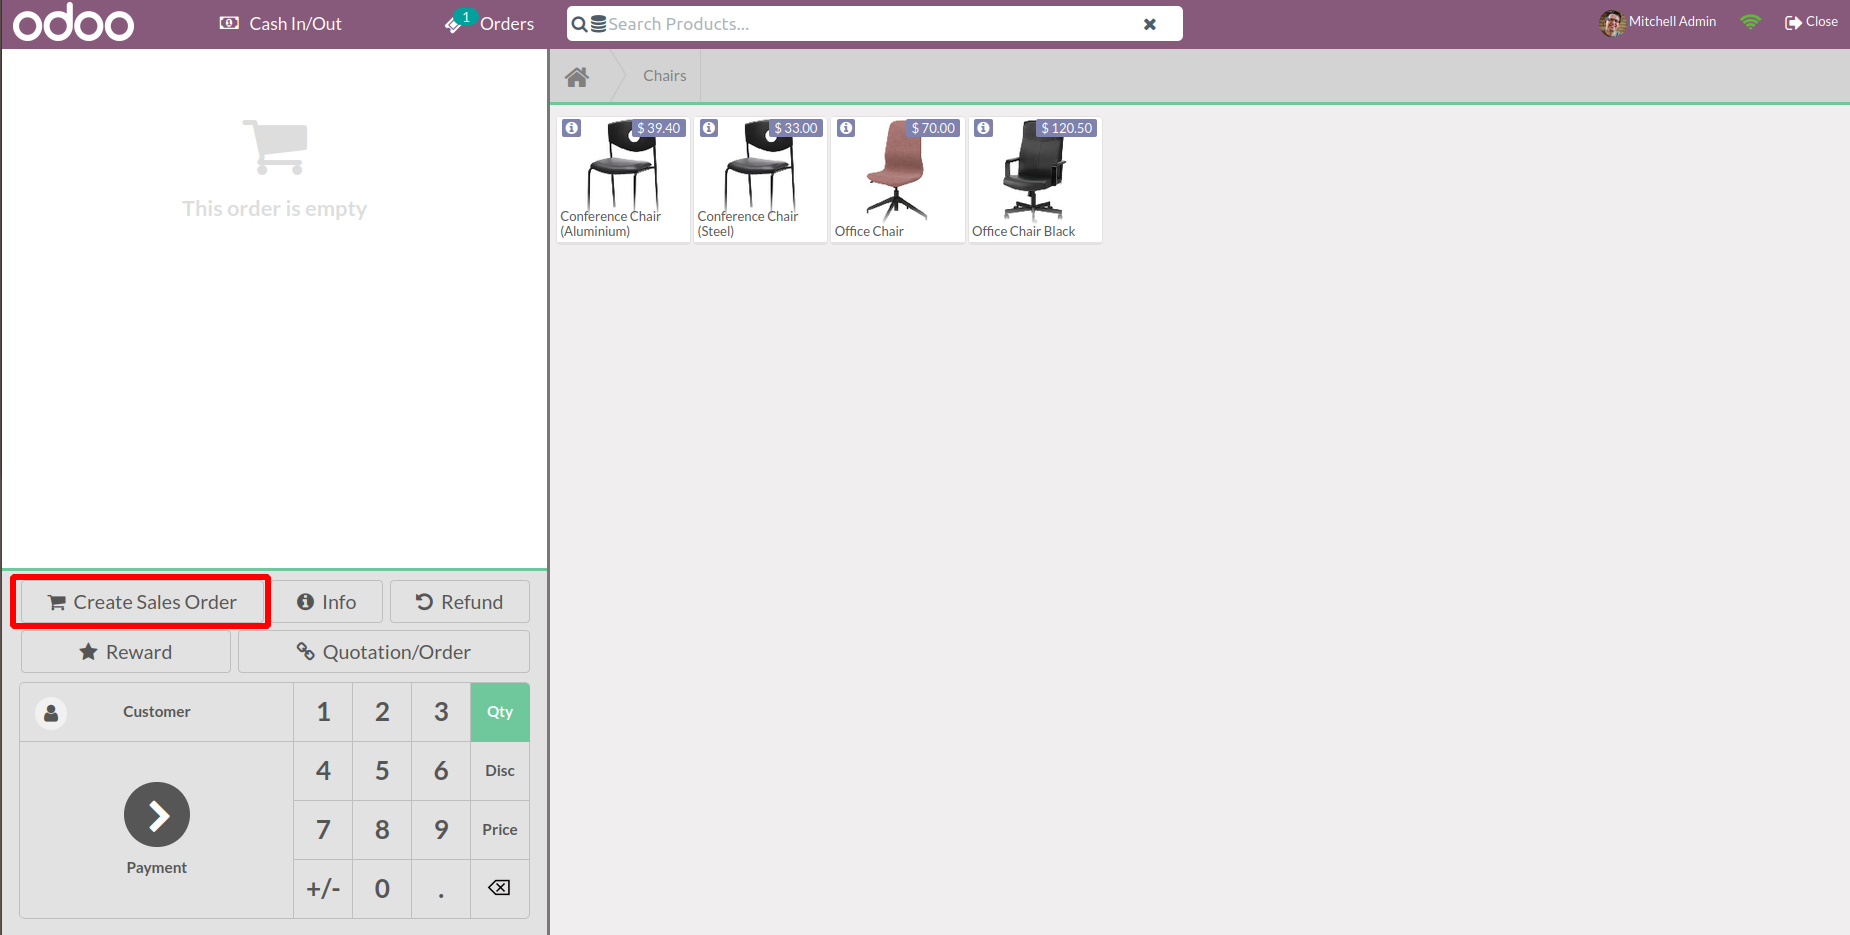 odoo
Cash In/Out
1
Orders
Search Products...
Mitchell Admin
Close
Chairs
This order is empty
$ 39.40
Conference Chair
(Aluminium)
$ 33.00
Conference Chair
(Steel)
$ 70.00
Office Chair
$ 120.50
Office Chair Black
Create Sales Order
Info
Refund
Reward
Quotation/Order
Customer
1 2 3 Qty
4 5 6 Disc
7 8 9 Price
Payment
+/- 0 .